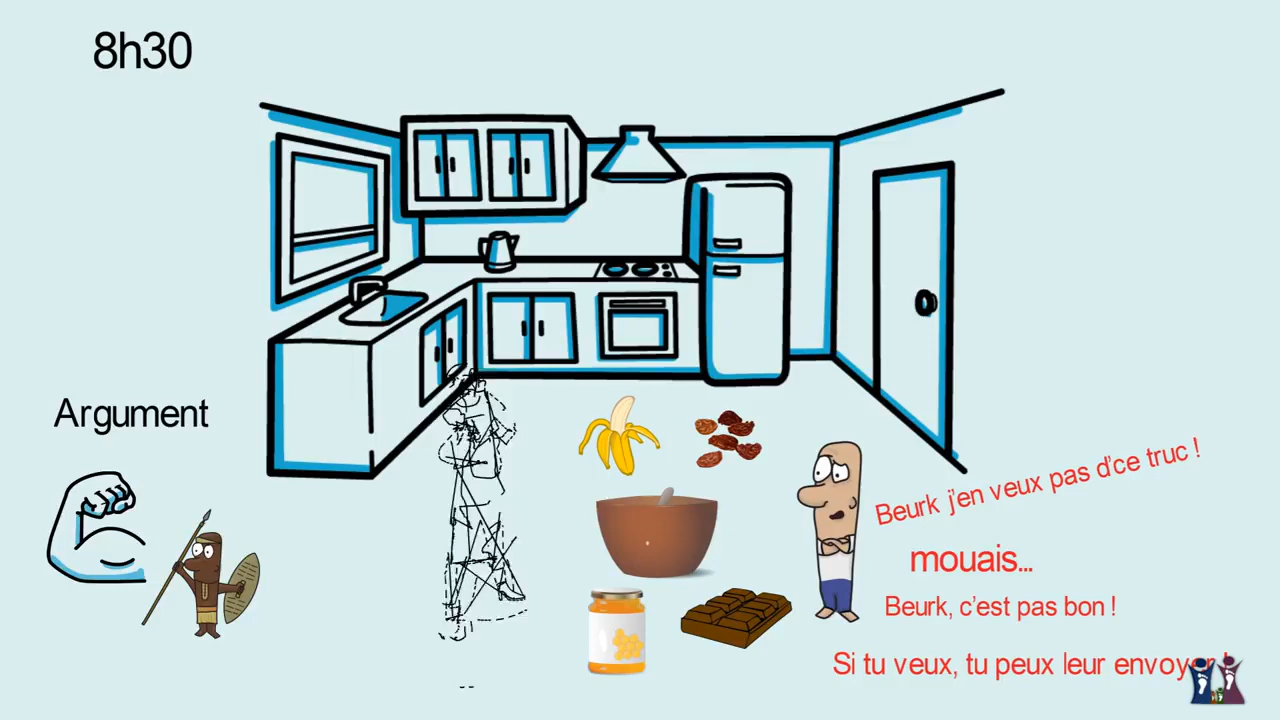 8h30
Argument
Beurk j'en veux pas d'ce truc !
mouais...
Beurk, c'est pas bon !
Si tu veux, tu peux leur envoyer !